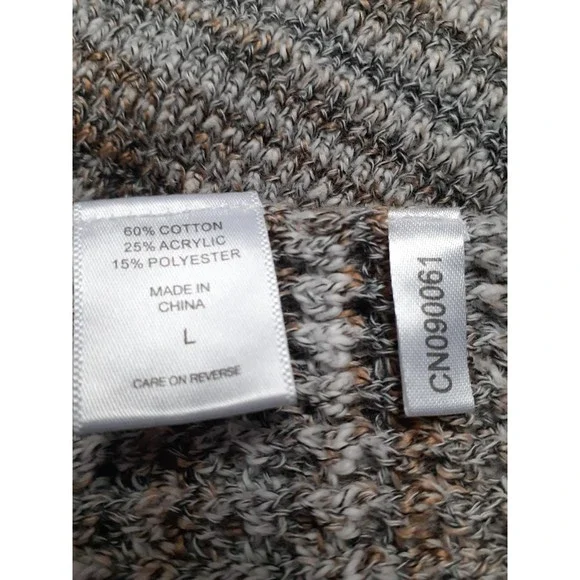 60% COTTON
25% ACRYLIC
15% POLYESTER
MADE IN
CHINA
L
CARE ON REVERSE
CN090061